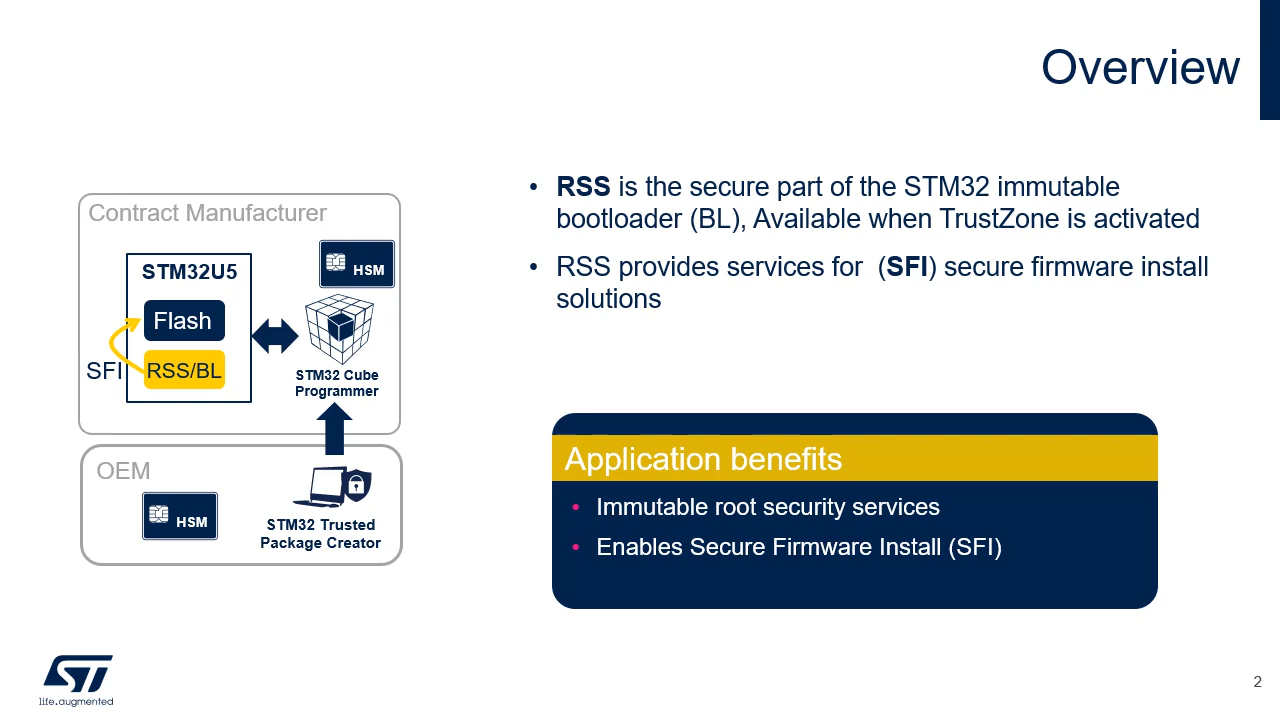 Overview
Contract Manufacturer
HSM
STM32U5
Flash
SFI
RSS/BL
STM32 Cube
Programmer
OEM
HSM
STM32 Trusted
Package Creator
• RSS is the secure part of the STM32 immutable
bootloader (BL), Available when TrustZone is activated
• RSS provides services for (SFI) secure firmware install
solutions
Application benefits
• Immutable root security services
• Enables Secure Firmware Install (SFI)
ST
life.augmented
2